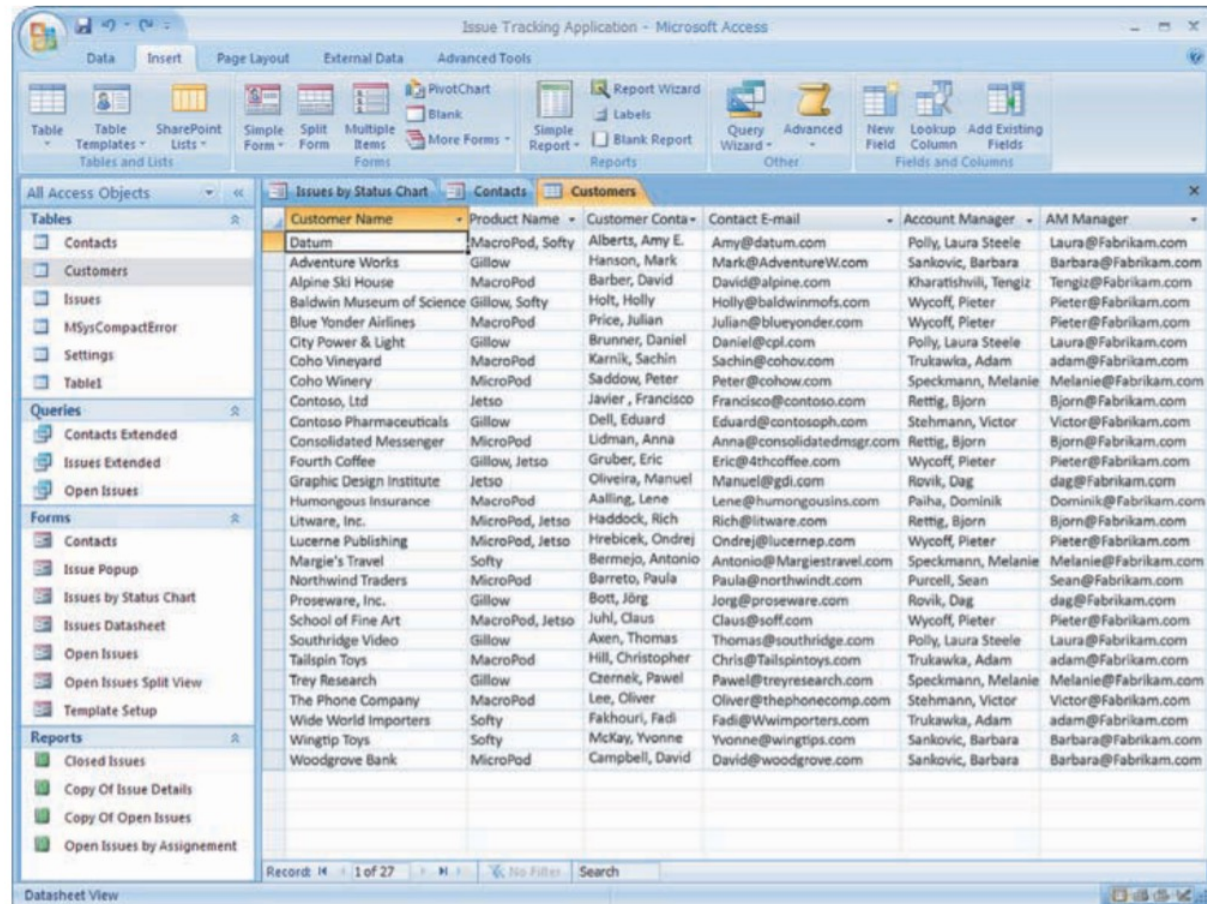 Issue Tracking Application - Microsoft Access
Data Insert Page Layout External Data Advanced Tools
Table
Table Templates
SharePoint Lists
Tables and Lists
Simple Form
Split Form
Multiple Items
PivotChart
Blank
More Forms
Forms
Simple Report
Report Wizard
Labels
Blank Report
Reports
Query Wizard
Advanced
Other
New Field
Lookup Column
Add Existing Fields
Fields and Columns
All Access Objects
Tables
Contacts
Customers
Issues
MSysCompactError
Settings
Table1
Queries
Contacts Extended
Issues Extended
Open Issues
Forms
Contacts
Issue Popup
Issues by Status Chart
Issues Datasheet
Open Issues
Open Issues Split View
Template Setup
Reports
Closed Issues
Copy Of Issue Details
Copy Of Open Issues
Open Issues by Assignement
Issues by Status Chart Contacts Customers
Customer Name Product Name Customer Conta Contact E-mail Account Manager AM Manager
Datum MacroPod, Softy Alberts, Amy E. Amy@datum.com Polly, Laura Steele Laura@Fabrikam.com
Adventure Works Gillow Hanson, Mark Mark@AdventureW.com Sankovic, Barbara Barbara@Fabrikam.com
Alpine Ski House MacroPod Barber, David David@alpine.com Kharatishvili, Tengiz Tengiz@Fabrikam.com
Baldwin Museum of Science Gillow, Softy Holt, Holly Holly@baldwinmofs.com Wycoff, Pieter Pieter@Fabrikam.com
Blue Yonder Airlines MacroPod Price, Julian Julian@blueyonder.com Wycoff, Pieter Pieter@Fabrikam.com
City Power & Light Gillow Brunner, Daniel Daniel@cpl.com Polly, Laura Steele Laura@Fabrikam.com
Coho Vineyard MacroPod Karnik, Sachin Sachin@cohov.com Trukawka, Adam adam@Fabrikam.com
Coho Winery MicroPod Saddow, Peter Peter@cohow.com Speckmann, Melanie Melanie@Fabrikam.com
Contoso, Ltd Jetso Javier , Francisco Francisco@contoso.com Rettig, Bjorn Bjorn@Fabrikam.com
Contoso Pharmaceuticals Gillow Dell, Eduard Eduard@contosoph.com Stehmann, Victor Victor@Fabrikam.com
Consolidated Messenger MicroPod Lidman, Anna Anna@consolidatedmsgr.com Rettig, Bjorn Bjorn@Fabrikam.com
Fourth Coffee Gillow, Jetso Gruber, Eric Eric@4thcoffee.com Wycoff, Pieter Pieter@Fabrikam.com
Graphic Design Institute Jetso Oliveira, Manuel Manuel@gdi.com Rovik, Dag dag@Fabrikam.com
Humongous Insurance MacroPod Aalling, Lene Lene@humongousins.com Paiha, Dominik Dominik@Fabrikam.com
Litware, Inc. MicroPod, Jetso Haddock, Rich Rich@litware.com Rettig, Bjorn Bjorn@Fabrikam.com
Lucerne Publishing MicroPod, Jetso Hrebicek, Ondrej Ondrej@lucernep.com Wycoff, Pieter Pieter@Fabrikam.com
Margie's Travel Softy Bermejo, Antonio Antonio@Margiestravel.com Speckmann, Melanie Melanie@Fabrikam.com
Northwind Traders MicroPod Barreto, Paula Paula@northwindt.com Purcell, Sean Sean@Fabrikam.com
Proseware, Inc. Gillow Bott, Jörg Jorg@proseware.com Rovik, Dag dag@Fabrikam.com
School of Fine Art MacroPod, Jetso Juhl, Claus Claus@soff.com Wycoff, Pieter Pieter@Fabrikam.com
Southridge Video Gillow Axen, Thomas Thomas@southridge.com Polly, Laura Steele Laura@Fabrikam.com
Tailspin Toys MacroPod Hill, Christopher Chris@Tailspintoys.com Trukawka, Adam adam@Fabrikam.com
Trey Research Gillow Czernek, Pawel Pawel@treyresearch.com Speckmann, Melanie Melanie@Fabrikam.com
The Phone Company MacroPod Lee, Oliver Oliver@thephonecomp.com Stehmann, Victor Victor@Fabrikam.com
Wide World Importers Softy Fakhouri, Fadi Fadi@Wwimporters.com Trukawka, Adam adam@Fabrikam.com
Wingtip Toys Softy McKay, Yvonne Yvonne@wingtips.com Sankovic, Barbara Barbara@Fabrikam.com
Woodgrove Bank MicroPod Campbell, David David@woodgrove.com Sankovic, Barbara Barbara@Fabrikam.com
Record: 1 of 27 No Filter Search
Datasheet View